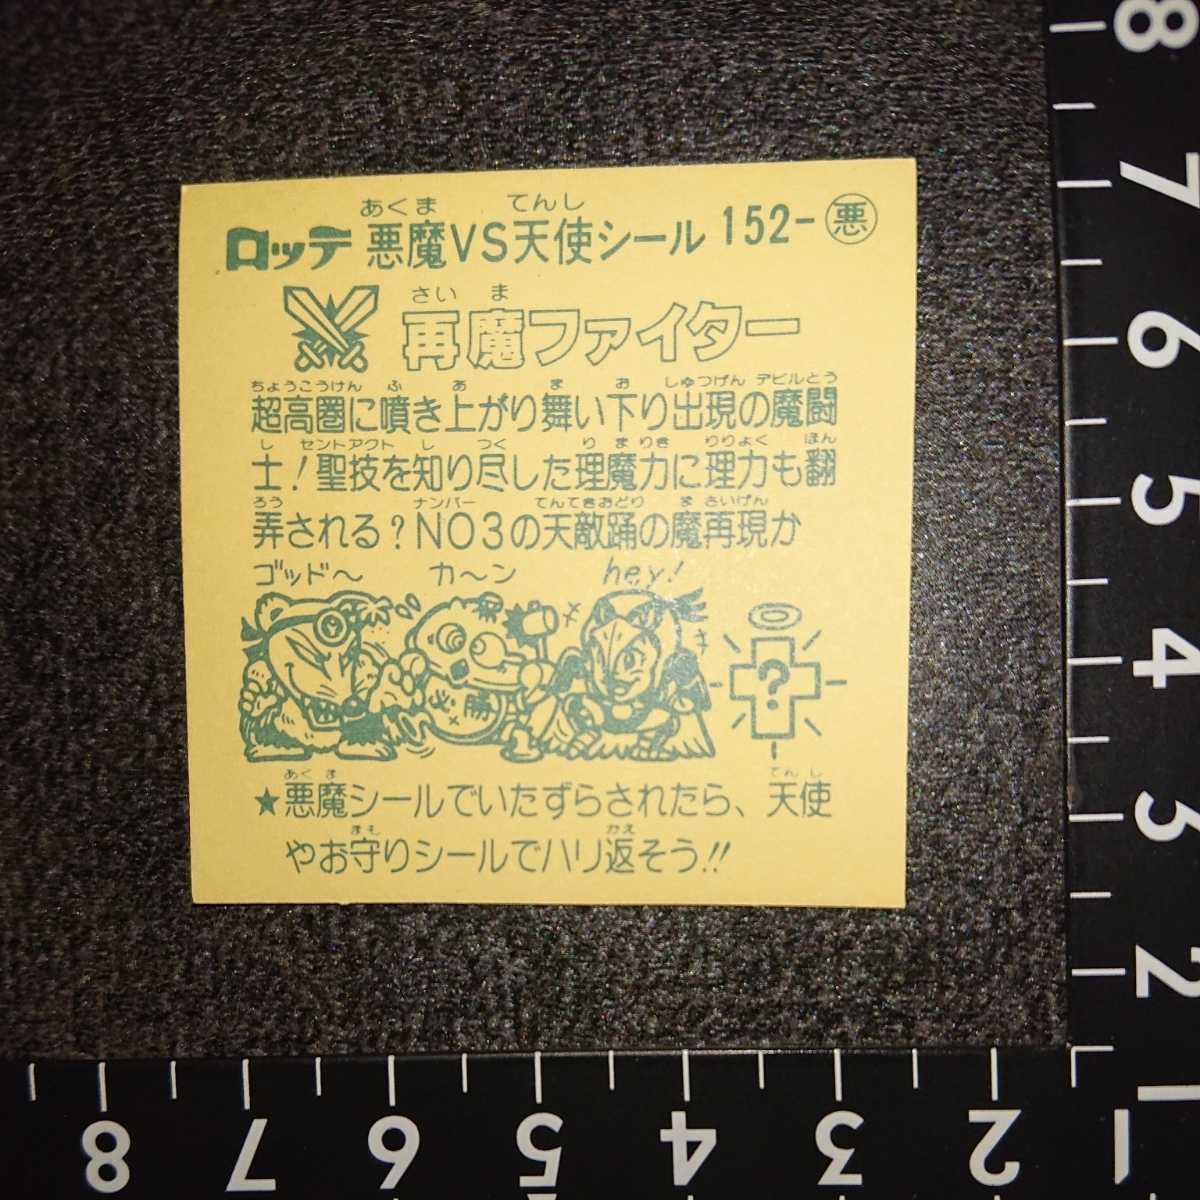 あくま てんし
ロッテ 悪魔VS天使シール 152-悪
さい ま
再魔ファイター
ちょうこうけん ふ あ ま お しゅつげん デビルとう
超高圏に噴き上がり舞い下り出現の魔闘
し セントアクト し つく り まりき りりょく ほん
士！聖技を知り尽した理魔力に理力も翻
ろう ナンバー てんてきおどり ま さいげん
弄される？NO3の天敵踊の魔再現か
ゴッド〜 カ〜ン hey!
必勝
?
あく ま てん し
★悪魔シールでいたずらされたら、天使
まも かえ
やお守りシールでハリ返そう!!
8
7
6
5
4
3
2
1
8 7 6 5 4 3 2 1